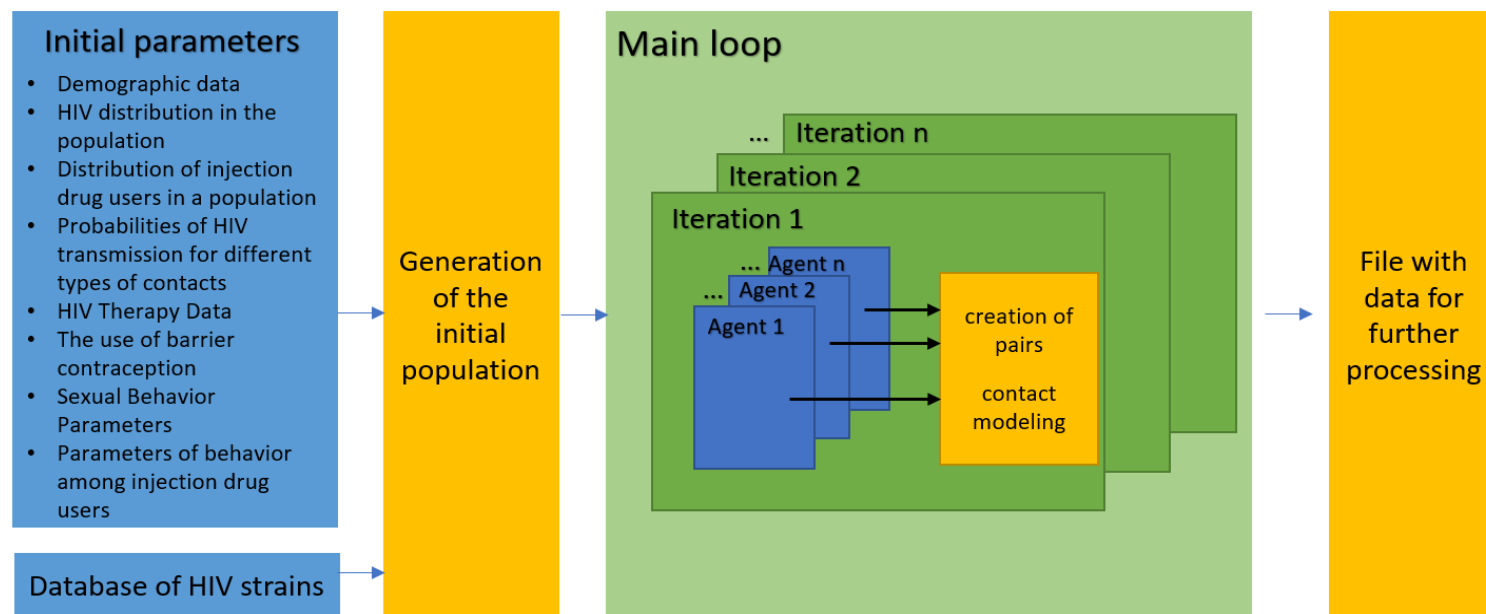 Initial parameters
• Demographic data
• HIV distribution in the
population
• Distribution of injection
drug users in a population
• Probabilities of HIV
transmission for different
types of contacts
• HIV Therapy Data
• The use of barrier
contraception
• Sexual Behavior
Parameters
• Parameters of behavior
among injection drug
users
Database of HIV strains
Generation
of the
initial
population
Main loop
... Iteration n
Iteration 2
Iteration 1
... Agent n
... Agent 2
Agent 1
creation of
pairs
contact
modeling
File with
data for
further
processing